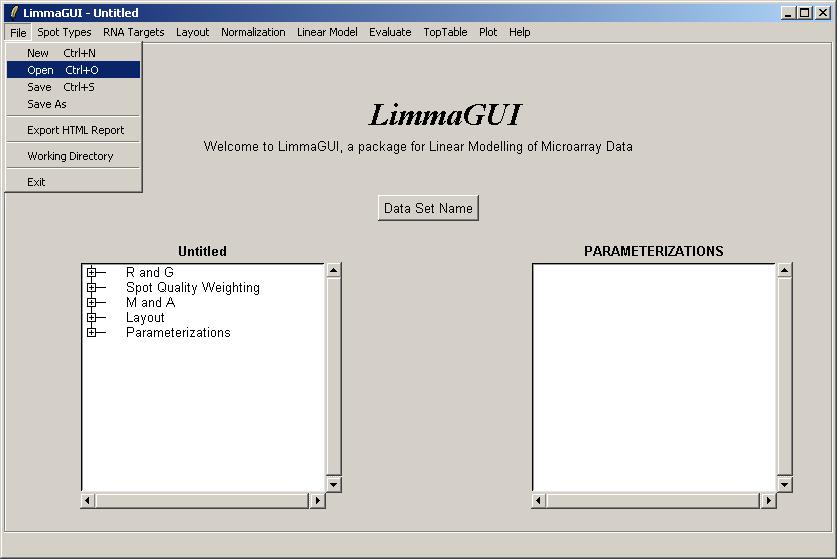 LimmaGUI - Untitled
File Spot Types RNA Targets Layout Normalization Linear Model Evaluate TopTable Plot Help
New Ctrl+N
Open Ctrl+O
Save Ctrl+S
Save As
Export HTML Report
Working Directory
Exit
LimmaGUI
Welcome to LimmaGUI, a package for Linear Modelling of Microarray Data
Data Set Name
Untitled
R and G
Spot Quality Weighting
M and A
Layout
Parameterizations
PARAMETERIZATIONS